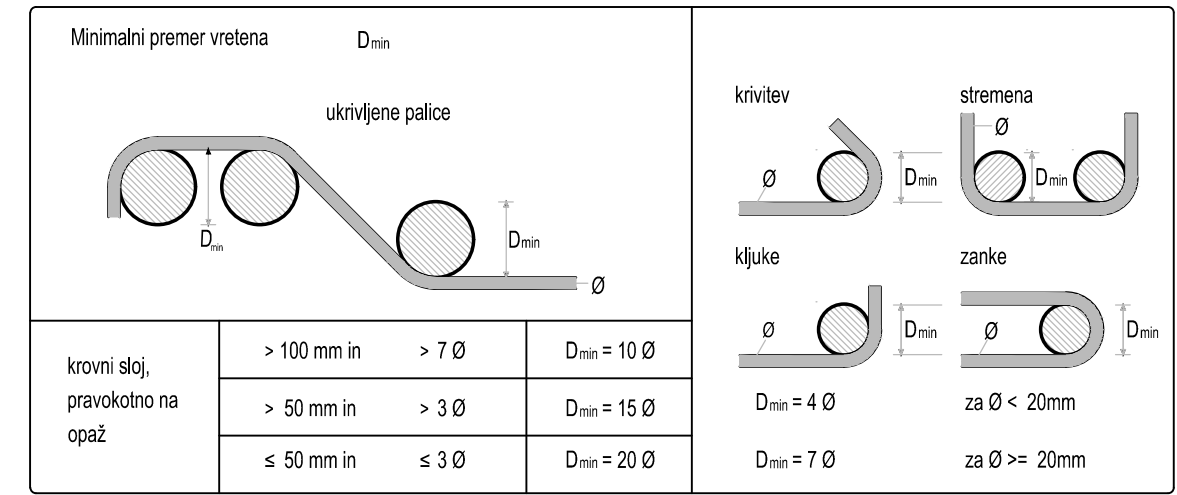 Minimalni premer vretena Dmin
ukrivljene palice
Dmin
Dmin
Ø
krovni sloj,
pravokotno na
opaž
> 100 mm in > 7 Ø Dmin = 10 Ø
> 50 mm in > 3 Ø Dmin = 15 Ø
≤ 50 mm in ≤ 3 Ø Dmin = 20 Ø
krivitev
Ø
Dmin
stremena
Ø
Dmin
kljuke
Ø
Dmin
zanke
Ø
Dmin
Dmin = 4 Ø za Ø < 20mm
Dmin = 7 Ø za Ø >= 20mm